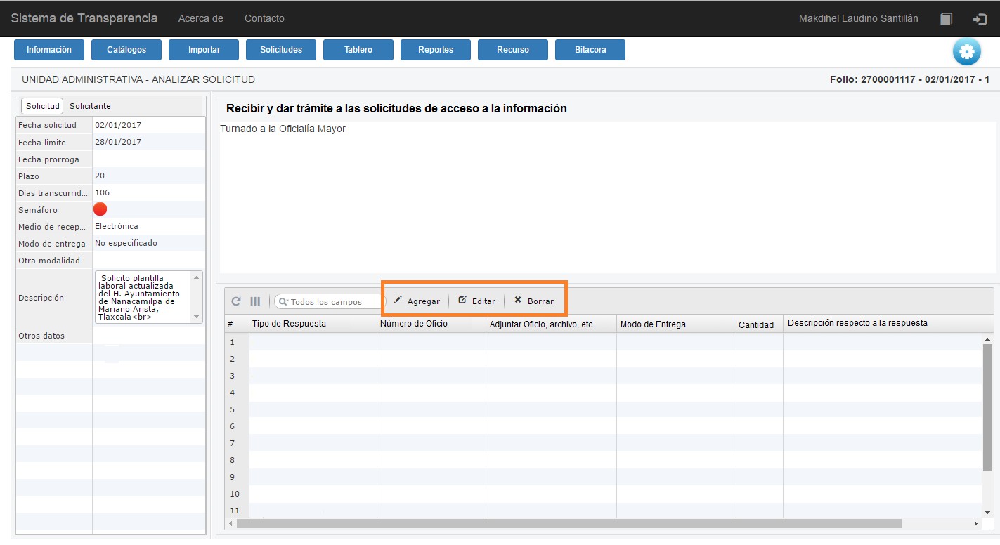 Sistema de Transparencia Acerca de Contacto Makdihel Laudino Santillán
Información Catálogos Importar Solicitudes Tablero Reportes Recurso Bitacora
UNIDAD ADMINISTRATIVA - ANALIZAR SOLICITUD Folio: 2700001117 - 02/01/2017 - 1
Solicitud Solicitante
Fecha solicitud 02/01/2017
Fecha limite 28/01/2017
Fecha prorroga
Plazo 20
Días transcurrid... 106
Semáforo
Medio de recep... Electrónica
Modo de entrega No especificado
Otra modalidad
Descripción
Solicito plantilla
laboral actualizada
del H. Ayuntamiento
de Nanacamilpa de
Mariano Arista,
Tlaxcala<br>
Otros datos
Recibir y dar trámite a las solicitudes de acceso a la información
Turnado a la Oficialía Mayor
Todos los campos Agregar Editar Borrar
# Tipo de Respuesta Número de Oficio Adjuntar Oficio, archivo, etc. Modo de Entrega Cantidad Descripción respecto a la respuesta
1
2
3
4
5
6
7
8
9
10
11